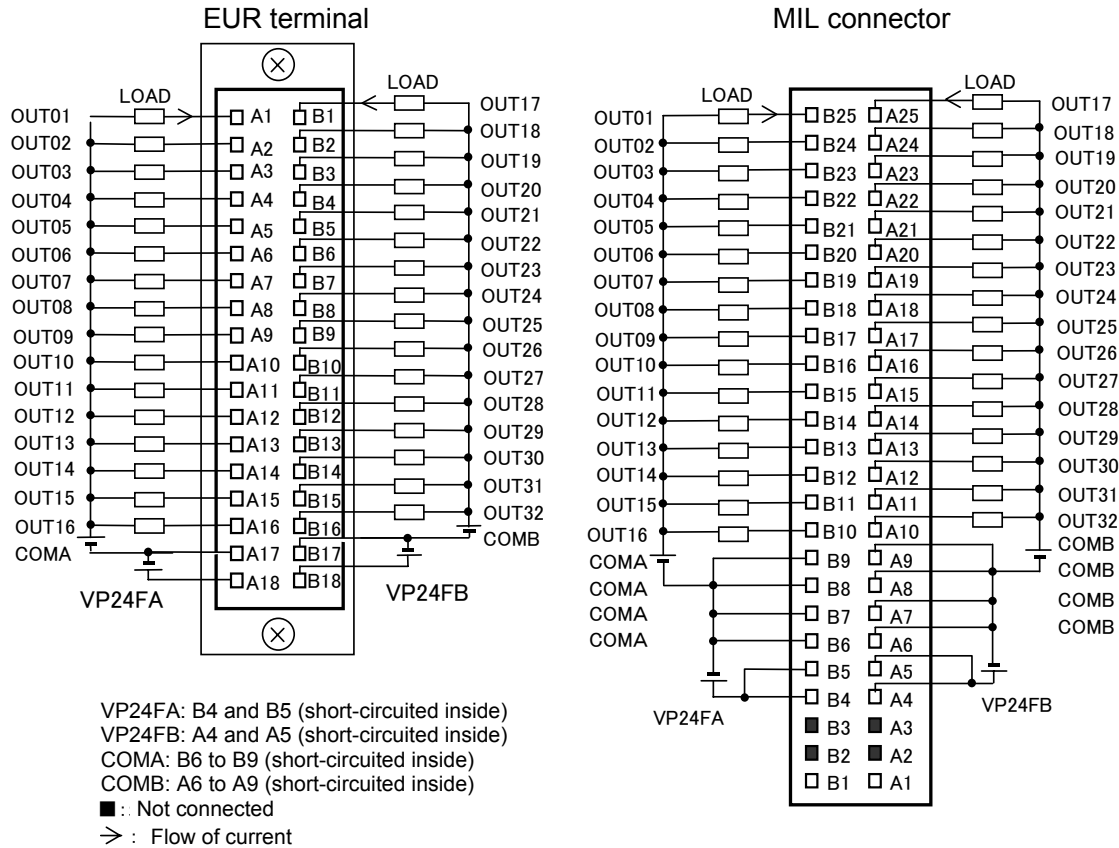 EUR terminal
LOAD
LOAD
OUT01 A1 B1 OUT17
OUT02 A2 B2 OUT18
OUT03 A3 B3 OUT19
OUT04 A4 B4 OUT20
OUT05 A5 B5 OUT21
OUT06 A6 B6 OUT22
OUT07 A7 B7 OUT23
OUT08 A8 B8 OUT24
OUT09 A9 B9 OUT25
OUT10 A10 B10 OUT26
OUT11 A11 B11 OUT27
OUT12 A12 B12 OUT28
OUT13 A13 B13 OUT29
OUT14 A14 B14 OUT30
OUT15 A15 B15 OUT31
OUT16 A16 B16 OUT32
COMA A17 B17 COMB
A18 B18
VP24FA
VP24FB
VP24FA: B4 and B5 (short-circuited inside)
VP24FB: A4 and A5 (short-circuited inside)
COMA: B6 to B9 (short-circuited inside)
COMB: A6 to A9 (short-circuited inside)
■ : Not connected
→ : Flow of current
MIL connector
LOAD
LOAD
OUT01 B25 A25 OUT17
OUT02 B24 A24 OUT18
OUT03 B23 A23 OUT19
OUT04 B22 A22 OUT20
OUT05 B21 A21 OUT21
OUT06 B20 A20 OUT22
OUT07 B19 A19 OUT23
OUT08 B18 A18 OUT24
OUT09 B17 A17 OUT25
OUT10 B16 A16 OUT26
OUT11 B15 A15 OUT27
OUT12 B14 A14 OUT28
OUT13 B13 A13 OUT29
OUT14 B12 A12 OUT30
OUT15 B11 A11 OUT31
OUT16 B10 A10 OUT32
COMA B9 A9 COMB
COMA B8 A8 COMB
COMA B7 A7 COMB
COMA B6 A6 COMB
B5 A5
B4 A4
VP24FA
VP24FB
B3 A3
B2 A2
B1 A1